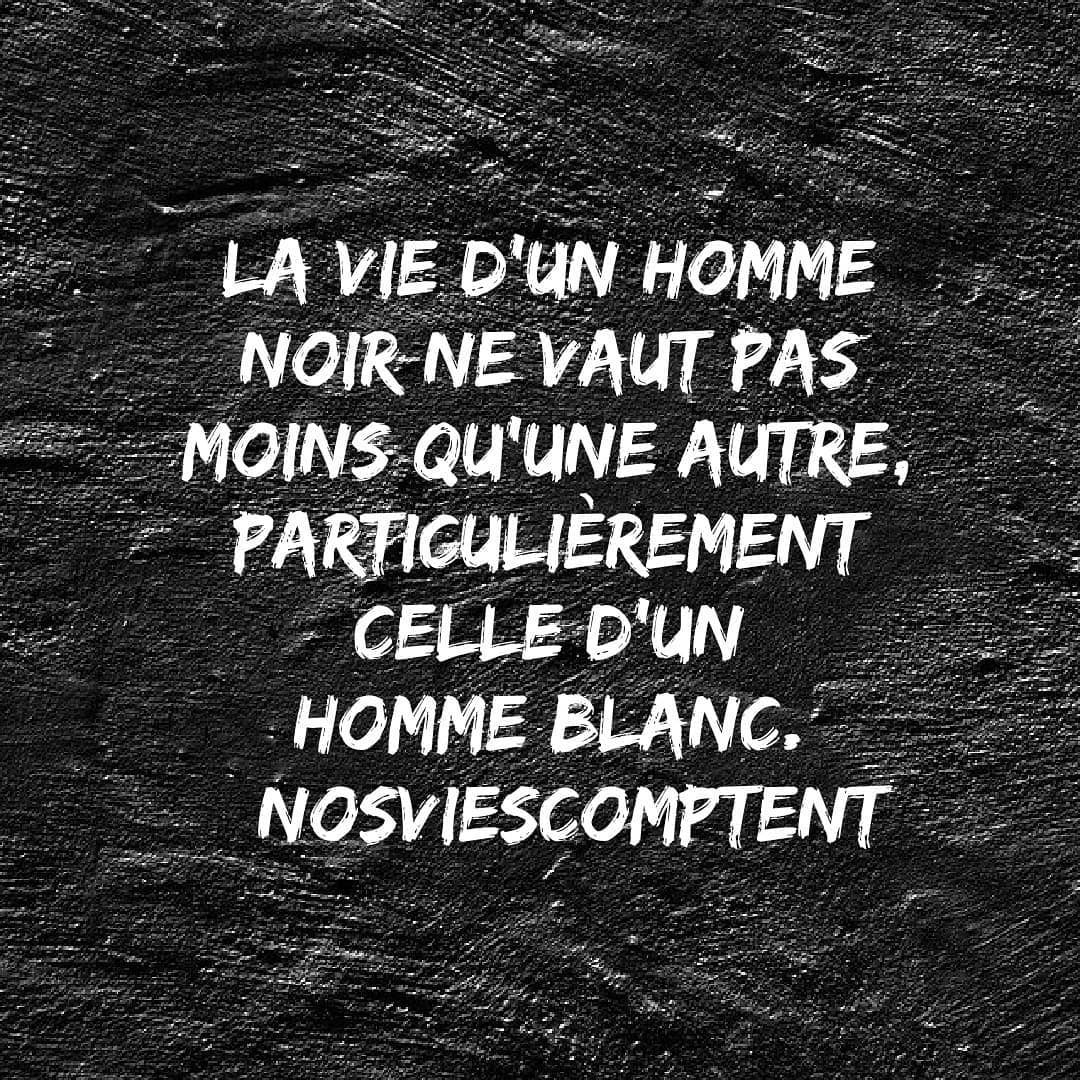 LA VIE D'UN HOMME
NOIR NE VAUT PAS
MOINS QU'UNE AUTRE,
PARTICULIÈREMENT
CELLE D'UN
HOMME BLANC.
NOSVIESCOMPTENT